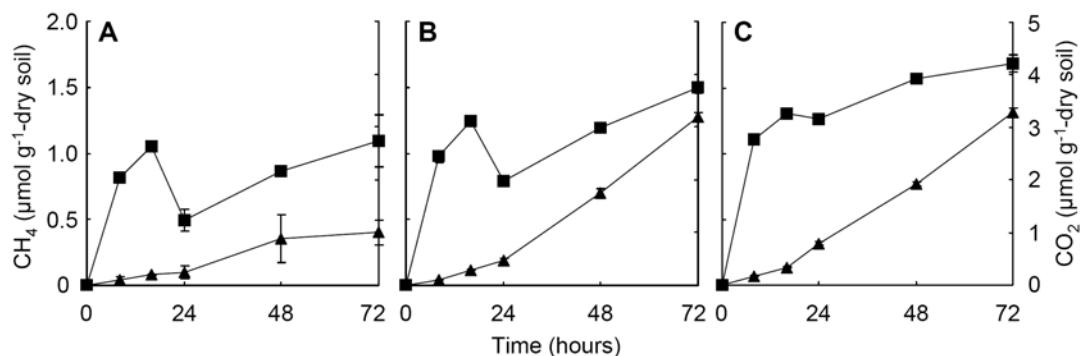 A
B
C
CH₄ (μmol g⁻¹-dry soil)
2.0
1.5
1.0
0.5
0
5
4
3
2
1
0
CO₂ (μmol g⁻¹-dry soil)
0 24 48 72 0 24 48 72 0 24 48 72
Time (hours)